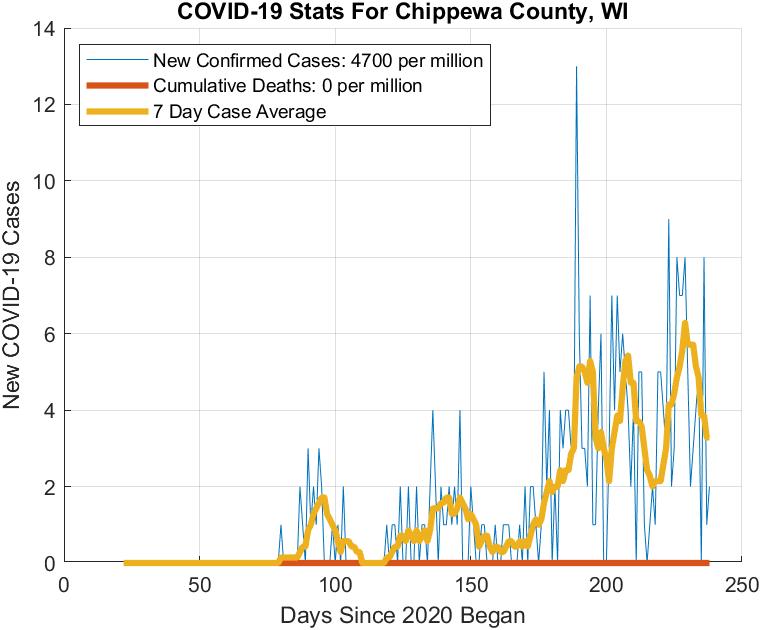 COVID-19 Stats For Chippewa County, WI
New Confirmed Cases: 4700 per million
Cumulative Deaths: 0 per million
7 Day Case Average
New COVID-19 Cases
14
12
10
8
6
4
2
0
0 50 100 150 200 250
Days Since 2020 Began